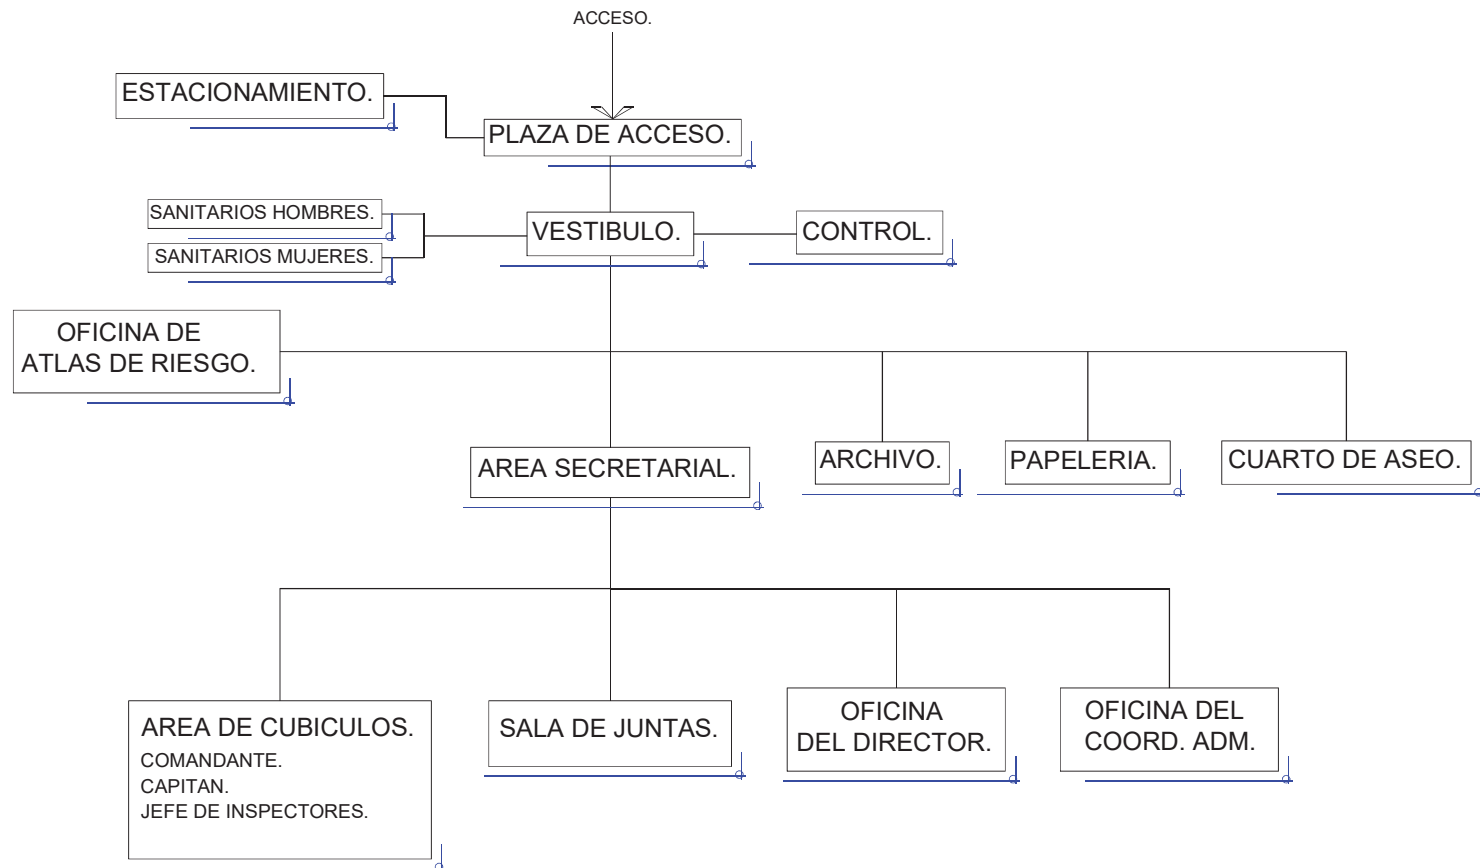 ACCESO.
ESTACIONAMIENTO.
PLAZA DE ACCESO.
SANITARIOS HOMBRES.
SANITARIOS MUJERES.
VESTIBULO.
CONTROL.
OFICINA DE
ATLAS DE RIESGO.
AREA SECRETARIAL.
ARCHIVO.
PAPELERIA.
CUARTO DE ASEO.
AREA DE CUBICULOS.
COMANDANTE.
CAPITAN.
JEFE DE INSPECTORES.
SALA DE JUNTAS.
OFICINA
DEL DIRECTOR.
OFICINA DEL
COORD. ADM.